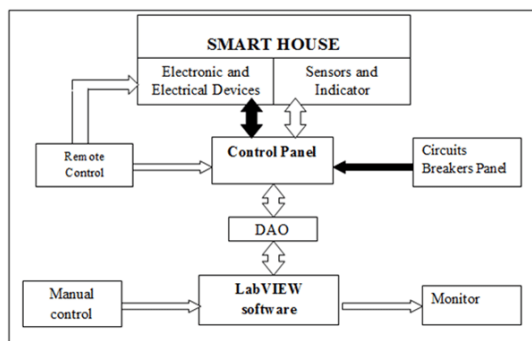 SMART HOUSE
Electronic and
Electrical Devices
Sensors and
Indicator
Remote
Control
Control Panel
Circuits
Breakers Panel
DAO
Manual
control
LabVIEW
software
Monitor